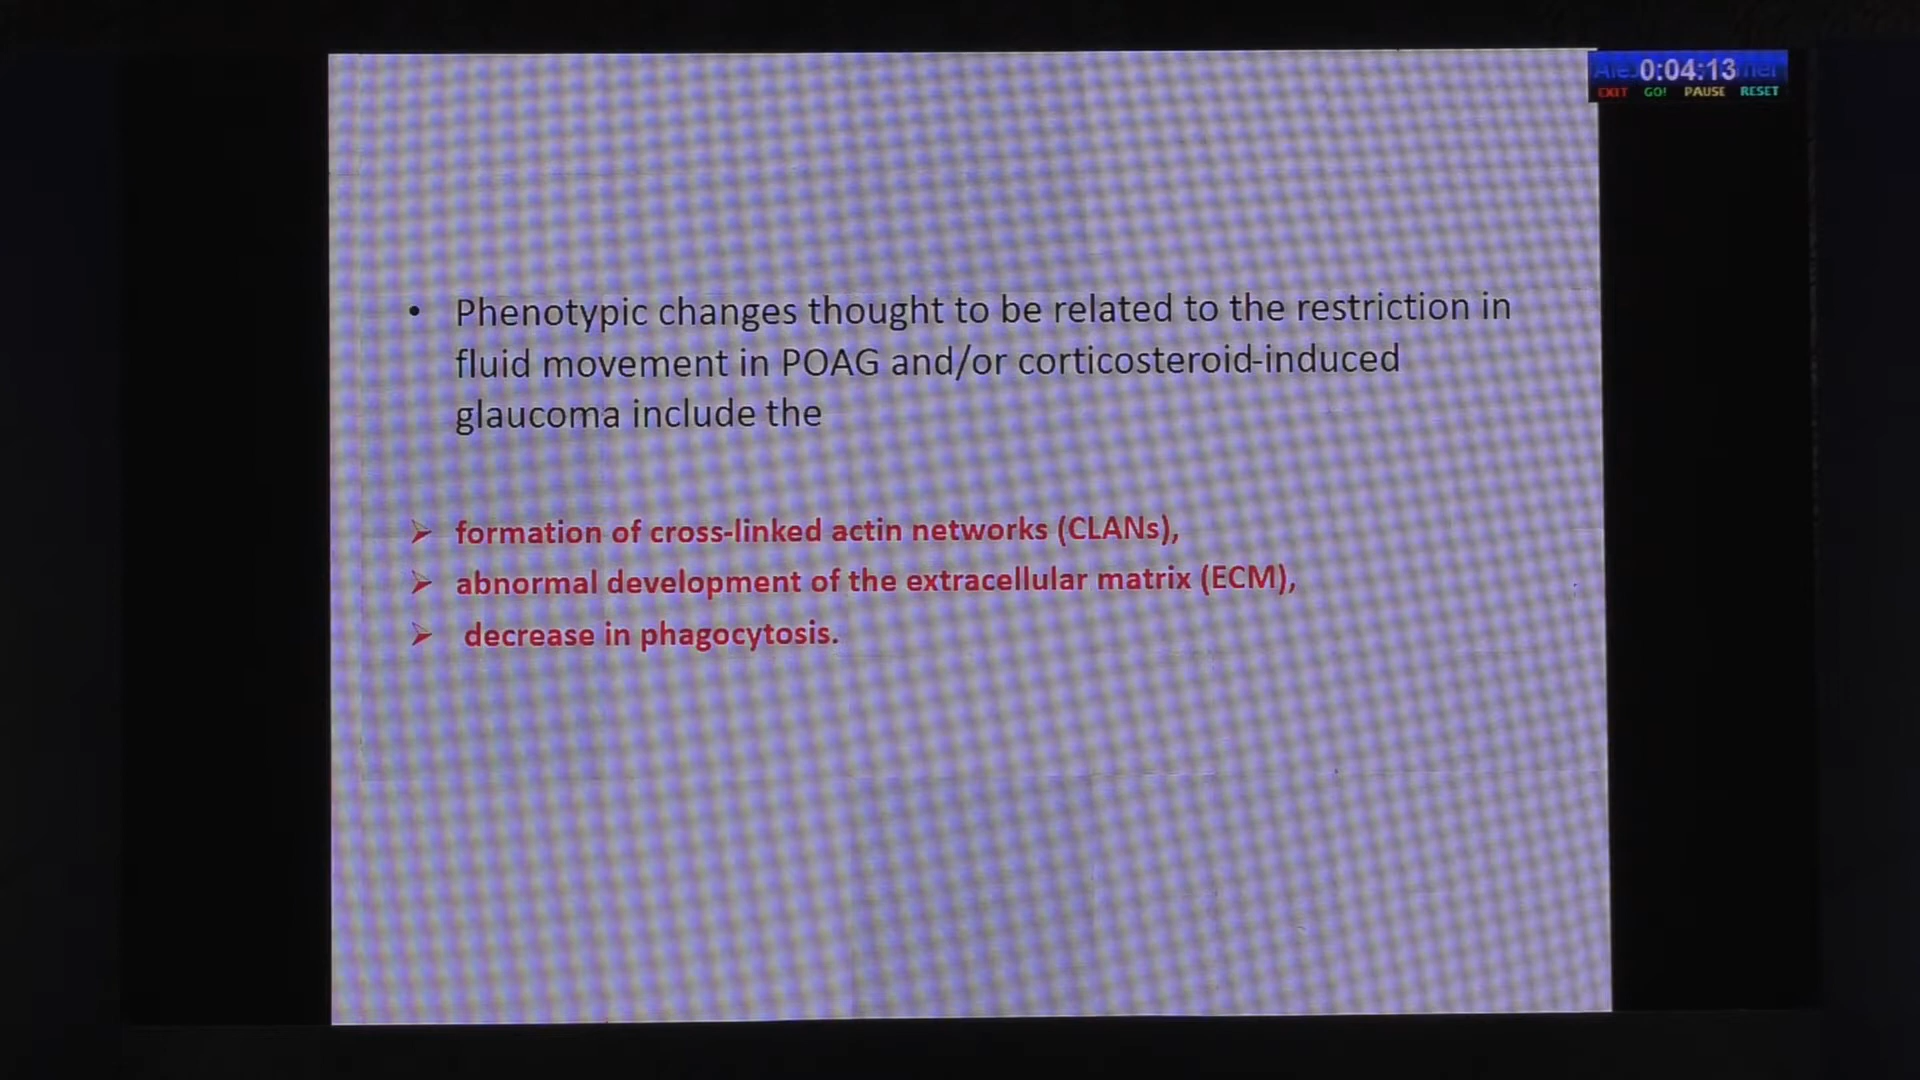 0:04:13
EXIT GO! PAUSE RESET
• Phenotypic changes thought to be related to the restriction in
fluid movement in POAG and/or corticosteroid-induced
glaucoma include the
➢ formation of cross-linked actin networks (CLANs),
➢ abnormal development of the extracellular matrix (ECM),
➢ decrease in phagocytosis.